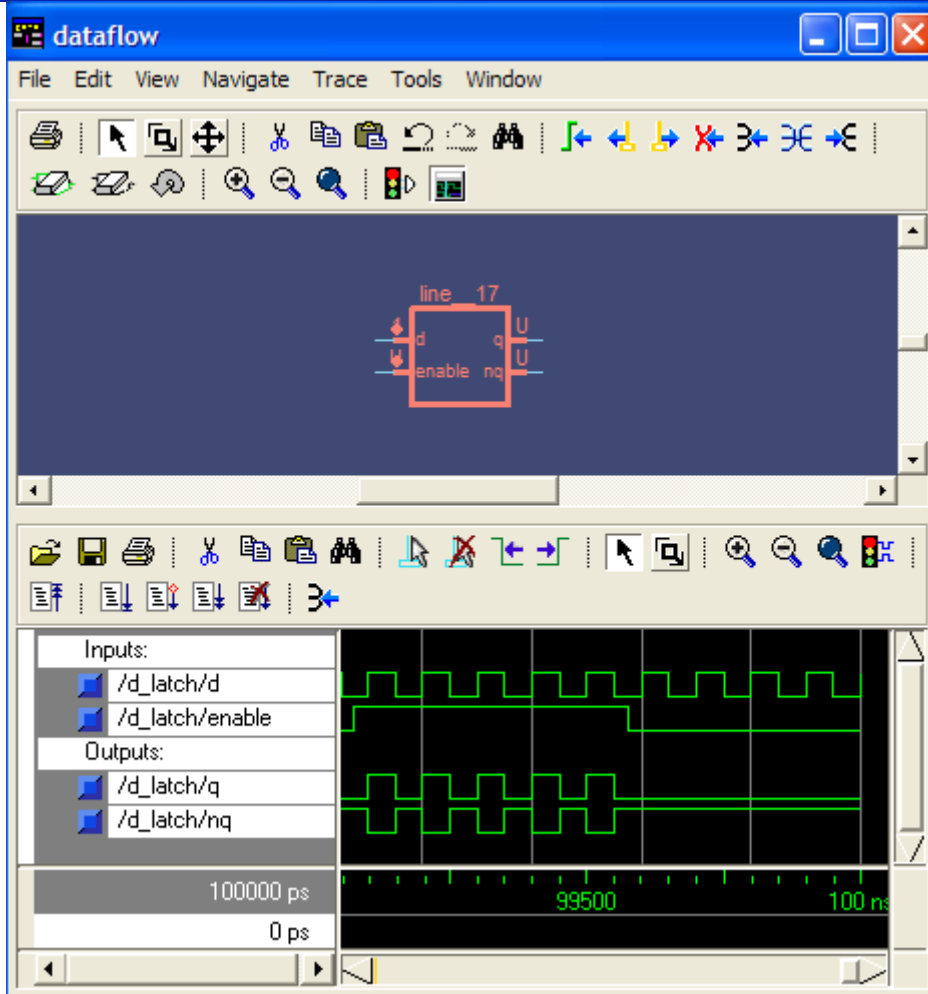 dataflow
File Edit View Navigate Trace Tools Window
line__17
U
d q
U
enable nq
Inputs:
/d_latch/d
/d_latch/enable
Outputs:
/d_latch/q
/d_latch/nq
100000 ps
99500 100 ns
0 ps